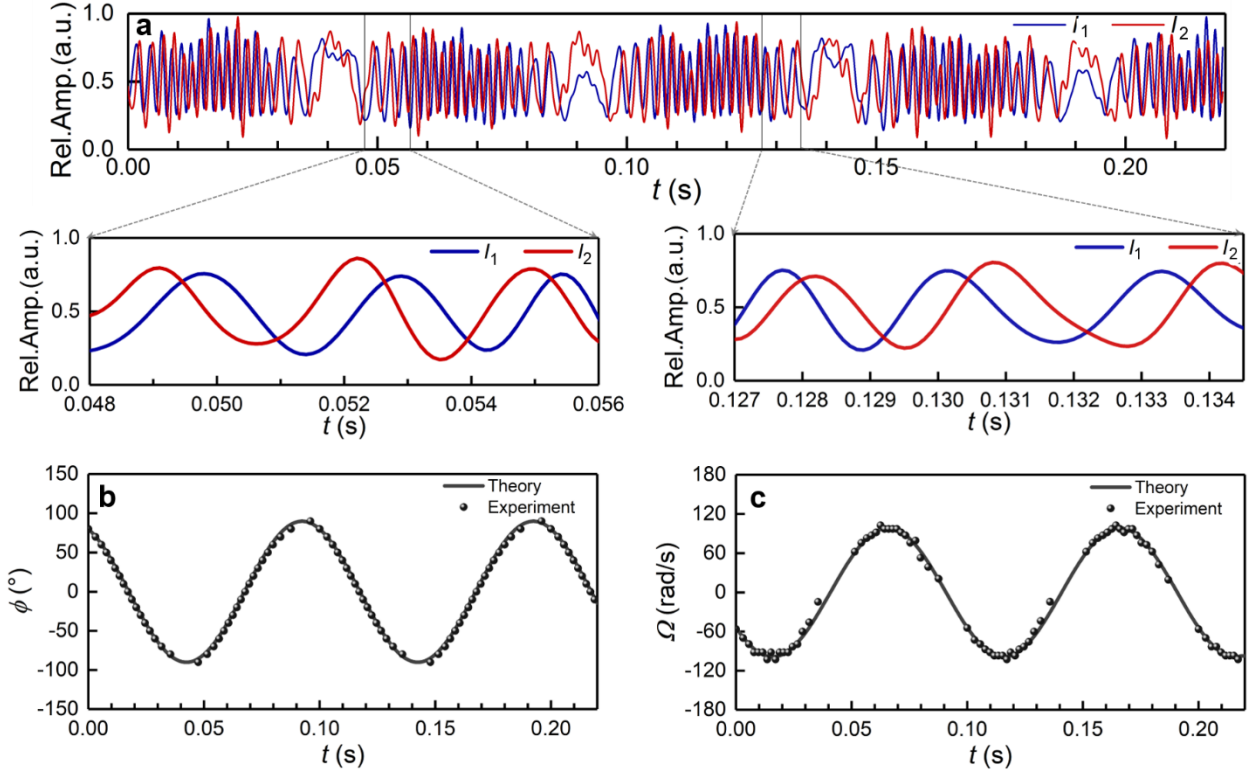 a
I1 I2
Rel.Amp.(a.u.)
1.0
0.5
0.0
0.00 0.05 0.10 0.15 0.20
t (s)
I1 I2
Rel.Amp.(a.u.)
1.0
0.5
0.0
0.048 0.050 0.052 0.054 0.056
t (s)
I1 I2
Rel.Amp.(a.u.)
1.0
0.5
0.0
0.127 0.128 0.129 0.130 0.131 0.132 0.133 0.134
t (s)
b
Theory
Experiment
ϕ (°)
150
100
50
0
-50
-100
-150
0.00 0.05 0.10 0.15 0.20
t (s)
c
Theory
Experiment
Ω (rad/s)
180
120
60
0
-60
-120
-180
0.00 0.05 0.10 0.15 0.20
t (s)